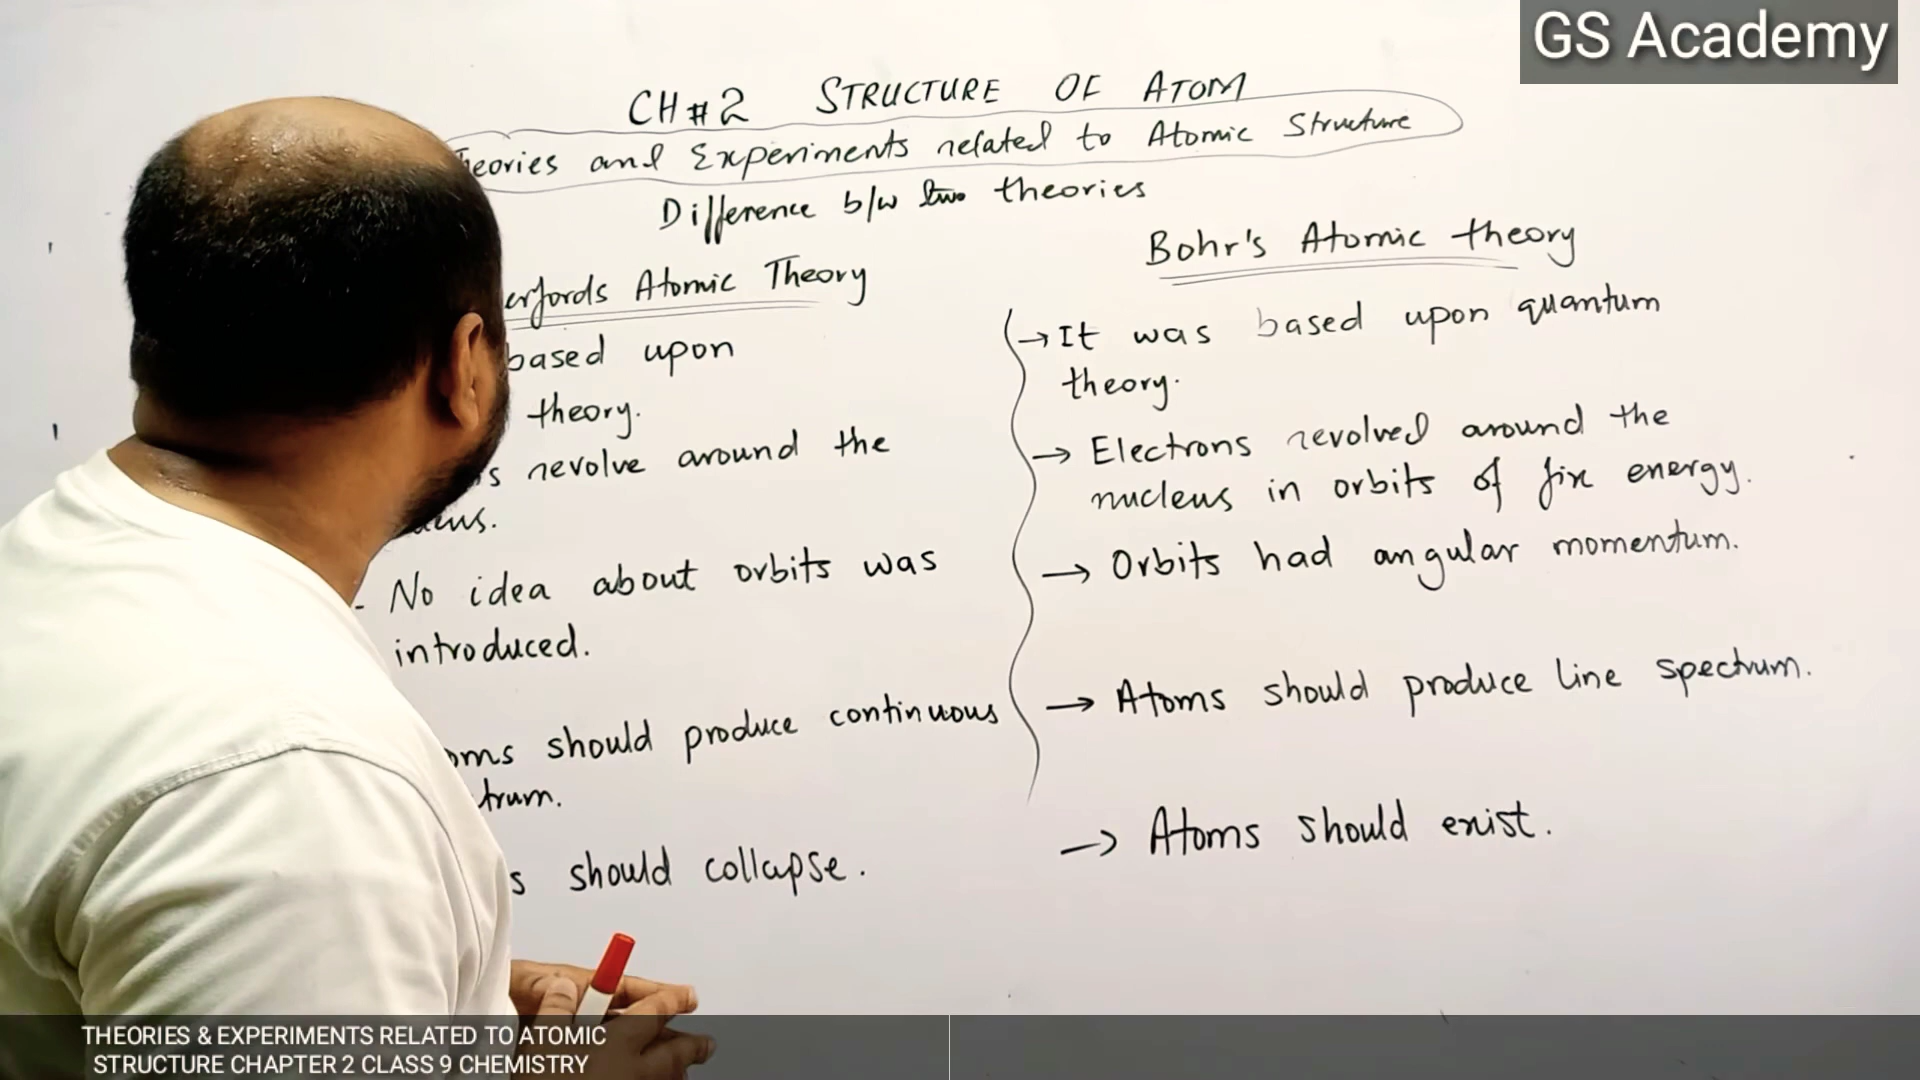 GS Academy
CH # 2 STRUCTURE OF ATOM
eories and Experiments related to Atomic Structure
Difference b/w two theories
erfords Atomic Theory
based upon
theory.
s revolve around the
eus.
- No idea about orbits was
introduced.
oms should produce continuous
trum.
s should collapse.
Bohr's Atomic theory
→ It was based upon quantum
theory.
→ Electrons revolved around the
nucleus in orbits of fix energy.
→ Orbits had angular momentum.
→ Atoms should produce line spectrum.
→ Atoms should exist.
THEORIES & EXPERIMENTS RELATED TO ATOMIC
STRUCTURE CHAPTER 2 CLASS 9 CHEMISTRY